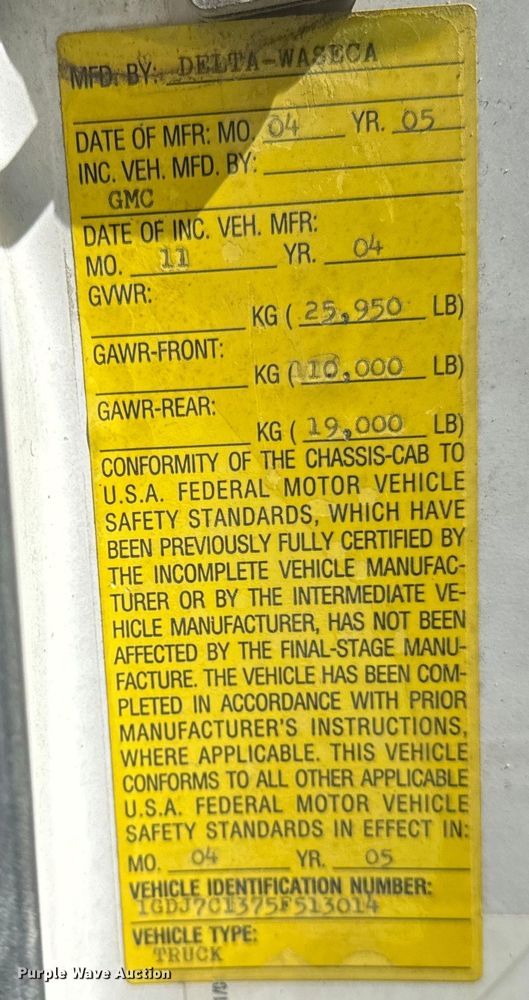 MFD. BY: DELTA-WASECA
DATE OF MFR: MO. 04 YR. 05
INC. VEH. MFD. BY:
GMC
DATE OF INC. VEH. MFR:
MO. 11 YR. 04
GVWR:
KG ( 25,950 LB)
GAWR-FRONT:
KG ( 10,000 LB)
GAWR-REAR:
KG ( 19,000 LB)
CONFORMITY OF THE CHASSIS-CAB TO
U.S.A. FEDERAL MOTOR VEHICLE
SAFETY STANDARDS, WHICH HAVE
BEEN PREVIOUSLY FULLY CERTIFIED BY
THE INCOMPLETE VEHICLE MANUFAC-
TURER OR BY THE INTERMEDIATE VE-
HICLE MANUFACTURER, HAS NOT BEEN
AFFECTED BY THE FINAL-STAGE MANU-
FACTURE. THE VEHICLE HAS BEEN COM-
PLETED IN ACCORDANCE WITH PRIOR
MANUFACTURER'S INSTRUCTIONS,
WHERE APPLICABLE. THIS VEHICLE
CONFORMS TO ALL OTHER APPLICABLE
U.S.A. FEDERAL MOTOR VEHICLE
SAFETY STANDARDS IN EFFECT IN:
MO. 04 YR. 05
VEHICLE IDENTIFICATION NUMBER:
1GDJ7C1375F513014
VEHICLE TYPE:
TRUCK
Purple Wave Auction